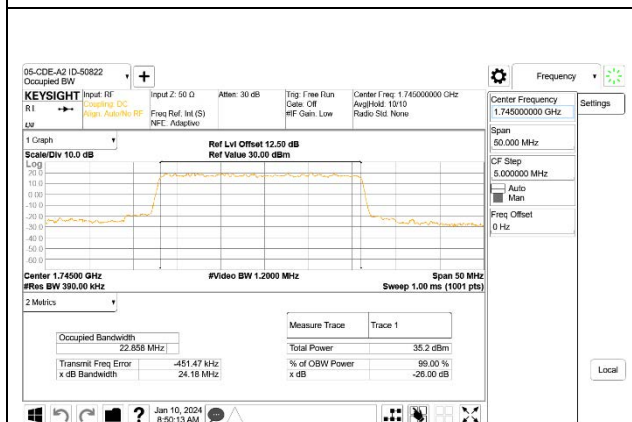 05-CDE-A2 ID-50822
Occupied BW
Frequency
KEYSIGHT
Input: RF
Coupling: DC
Align: Auto/No RF
Input Z: 50 Ω
Freq Ref: Int (S)
NFE: Adaptive
Atten: 30 dB
Trig: Free Run
Gate: Off
#IF Gain: Low
Center Freq: 1.745000000 GHz
Avg|Hold: 10/10
Radio Std: None
Center Frequency
1.745000000 GHz
Settings
Span
50.000 MHz
CF Step
5.000000 MHz
Auto
Man
Freq Offset
0 Hz
1 Graph
Scale/Div 10.0 dB
Ref Lvl Offset 12.50 dB
Ref Value 30.00 dBm
Log
20.0
10.0
0.00
-10.0
-20.0
-30.0
-40.0
-50.0
-60.0
Center 1.74500 GHz
#Video BW 1.2000 MHz
Span 50 MHz
#Res BW 390.00 kHz
Sweep 1.00 ms (1001 pts)
2 Metrics
Measure Trace
Trace 1
Occupied Bandwidth
22.858 MHz
Total Power
35.2 dBm
Transmit Freq Error
-451.47 kHz
% of OBW Power
99.00 %
x dB Bandwidth
24.18 MHz
x dB
-26.00 dB
Local
Jan 10, 2024
8:50:13 AM